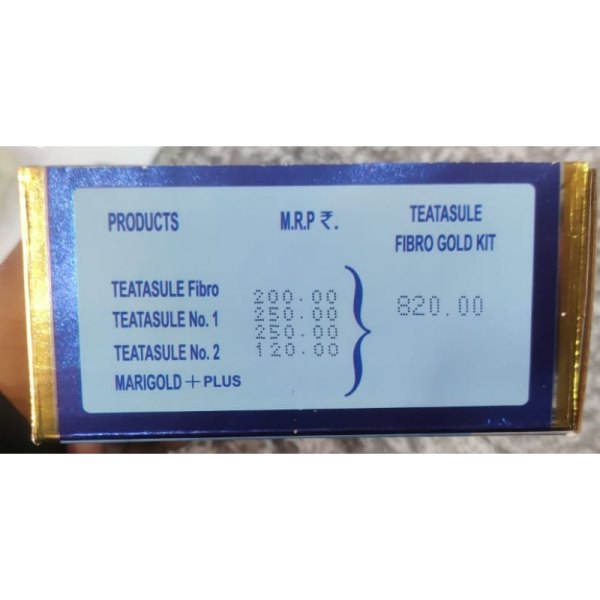 PRODUCTS M.R.P ₹. TEATASULE
FIBRO GOLD KIT
TEATASULE Fibro 200.00
TEATASULE No. 1 250.00
250.00
TEATASULE No. 2 120.00
MARIGOLD + PLUS
820.00